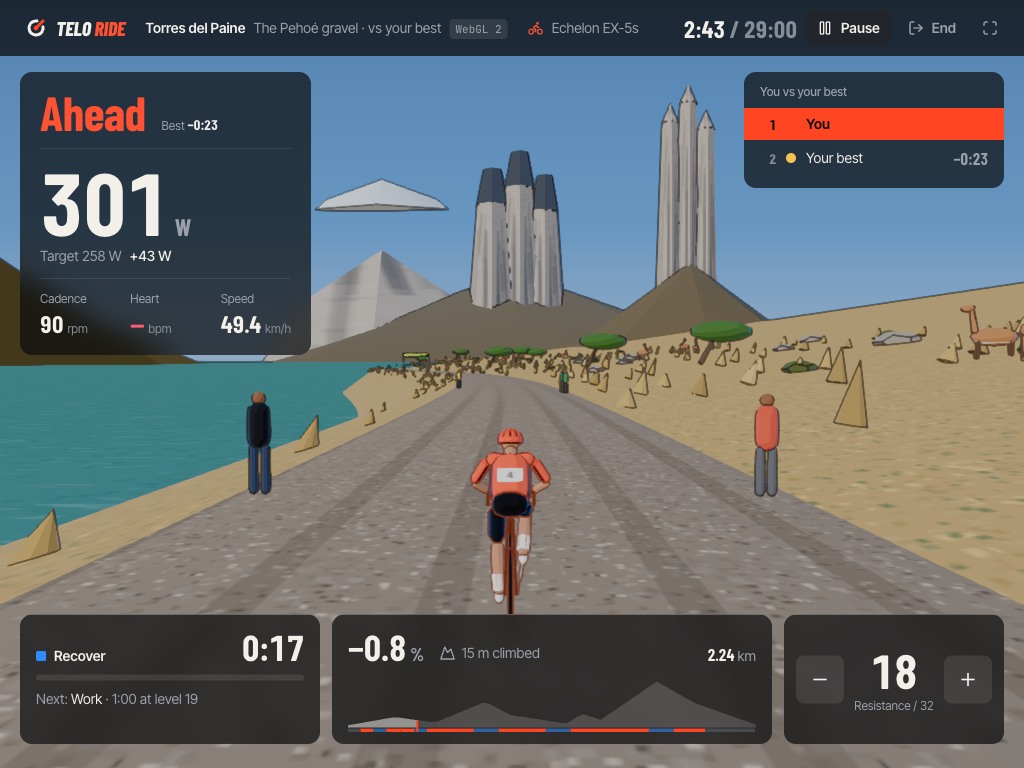 TELO RIDE Torres del Paine The Pehoé gravel · vs your best WebGL 2 Echelon EX-5s 2:43 / 29:00 Pause End
Ahead Best −0:23
301 W
Target 258 W +43 W
Cadence Heart Speed
90 rpm – bpm 49.4 km/h
You vs your best
1 You
2 Your best −0:23
4
Recover 0:17
Next: Work · 1:00 at level 19
−0.8 % 15 m climbed 2.24 km
− 18 +
Resistance / 32